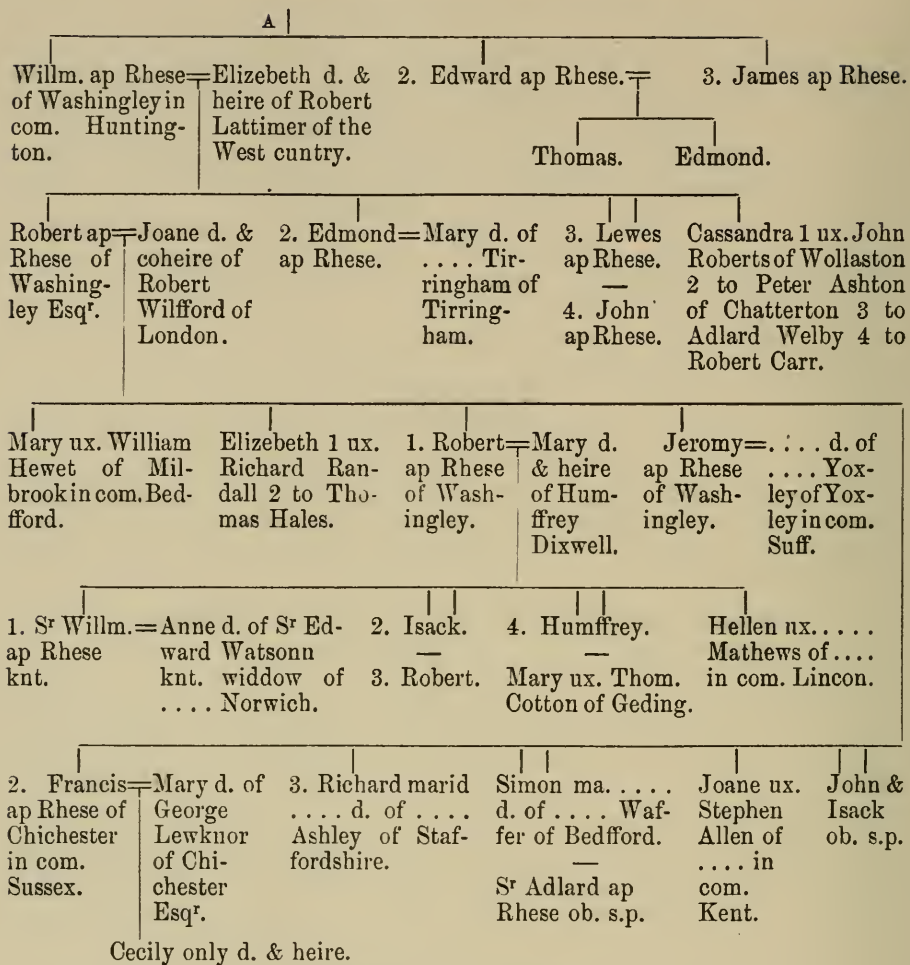 A
Willm. ap Rhese
of Washingley in
com. Hunting-
ton.
Elizebeth d. &
heire of Robert
Lattimer of the
West cuntry.
2. Edward ap Rhese.
3. James ap Rhese.
Thomas.
Edmond.
Robert ap
Rhese of
Washing-
ley Esqr.
Joane d. &
coheire of
Robert
Wilfford of
London.
2. Edmond
ap Rhese.
Mary d. of
.... Tir-
ringham of
Tirring-
ham.
3. Lewes
ap Rhese.
—
4. John
ap Rhese.
Cassandra 1 ux. John
Roberts of Wollaston
2 to Peter Ashton
of Chatterton 3 to
Adlard Welby 4 to
Robert Carr.
Mary ux. William
Hewet of Mil-
brook in com. Bed-
fford.
Elizebeth 1 ux.
Richard Ran-
dall 2 to Tho-
mas Hales.
1. Robert
ap Rhese
of Wash-
ingley.
Mary d.
& heire
of Hum-
ffrey
Dixwell.
Jeromy
ap Rhese
of Wash-
ingley.
.... d. of
.... Yox-
ley of Yox-
ley in com.
Suff.
1. Sr Willm.
ap Rhese
knt.
Anne d. of Sr Ed-
ward Watsonn
knt. widdow of
.... Norwich.
2. Isack.
—
3. Robert.
4. Humffrey.
—
Mary ux. Thom.
Cotton of Geding.
Hellen ux.....
Mathews of ....
in com. Lincon.
2. Francis
ap Rhese of
Chichester
in com.
Sussex.
Mary d. of
George
Lewknor
of Chi-
chester
Esqr.
3. Richard marid
.... d. of ....
Ashley of Staf-
fordshire.
Simon ma.....
d. of .... Waf-
fer of Bedfford.
—
Sr Adlard ap
Rhese ob. s.p.
Joane ux.
Stephen
Allen of
.... in
com.
Kent.
John &
Isack
ob. s.p.
Cecily only d. & heire.